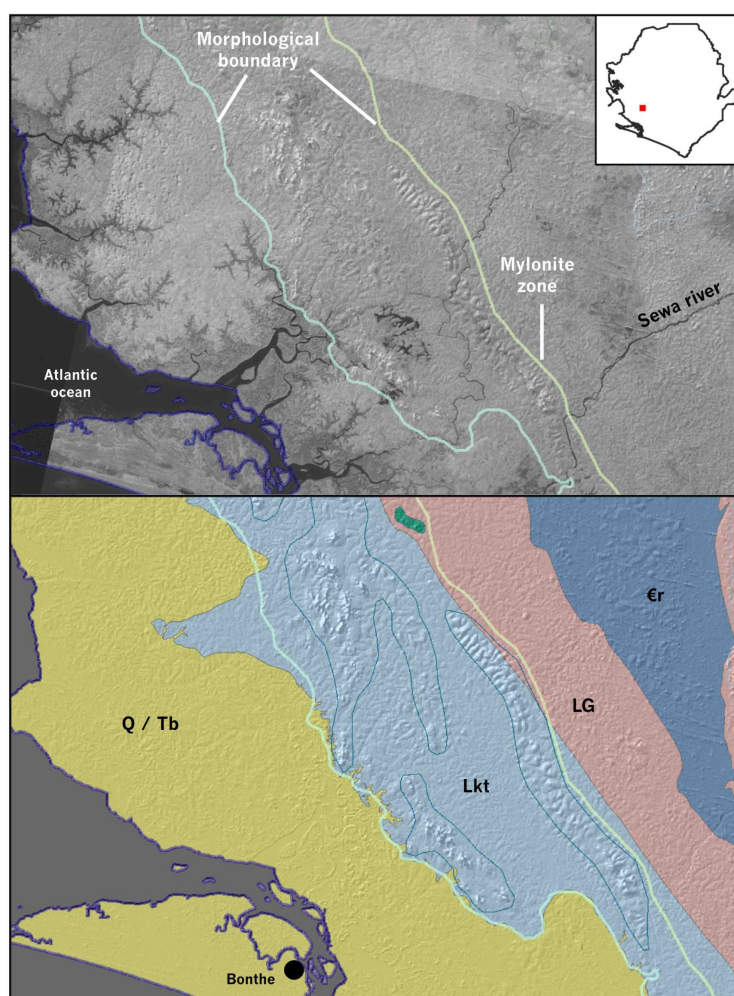 Morphological
boundary
Mylonite
zone
Sewa river
Atlantic
ocean
€r
LG
Q / Tb
Lkt
Bonthe